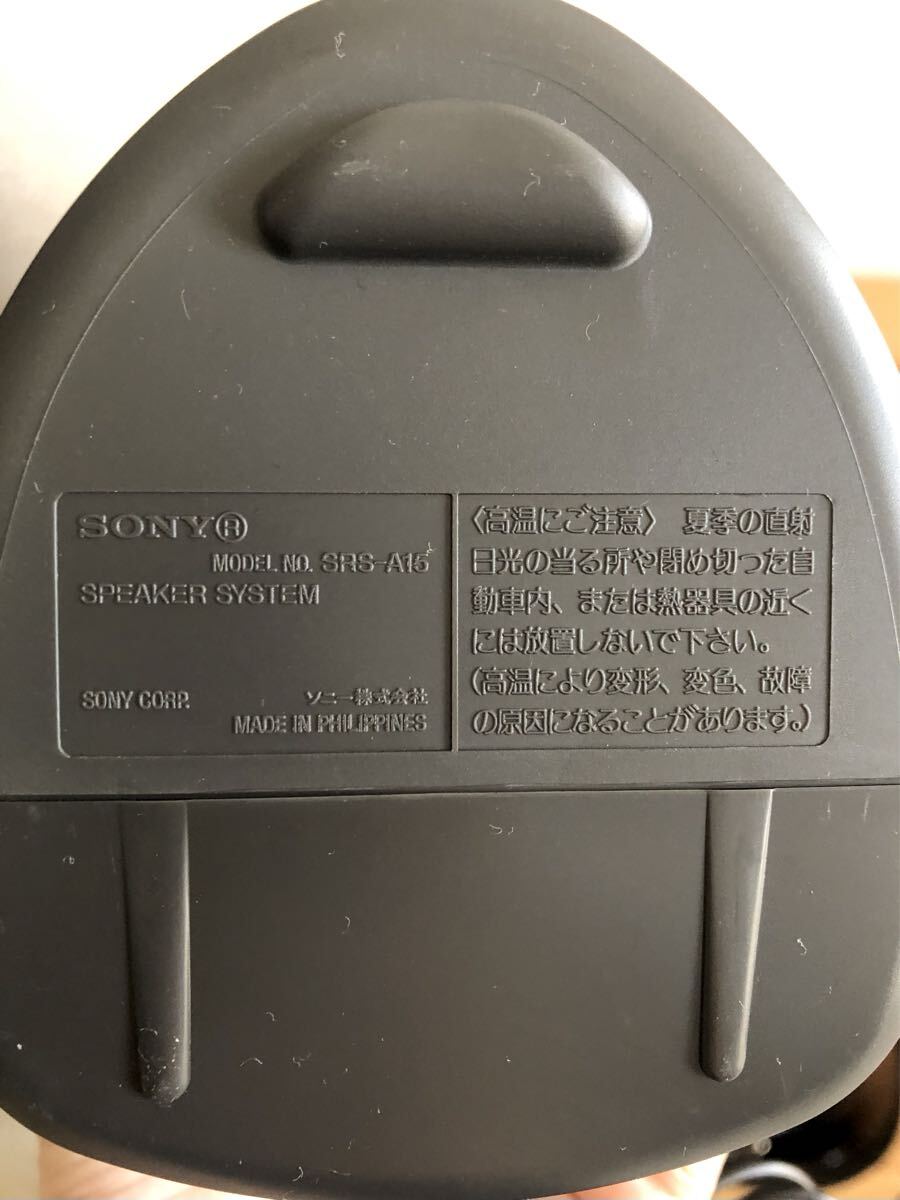 SONY®
MODEL NO. SRS-A15
SPEAKER SYSTEM
SONY CORP. ソニー株式会社
MADE IN PHILIPPINES
〈高温にご注意〉 夏季の直射
日光の当る所や閉め切った自
動車内、または熱器具の近く
には放置しないで下さい。
(高温により変形、変色、故障
の原因になることがあります。)